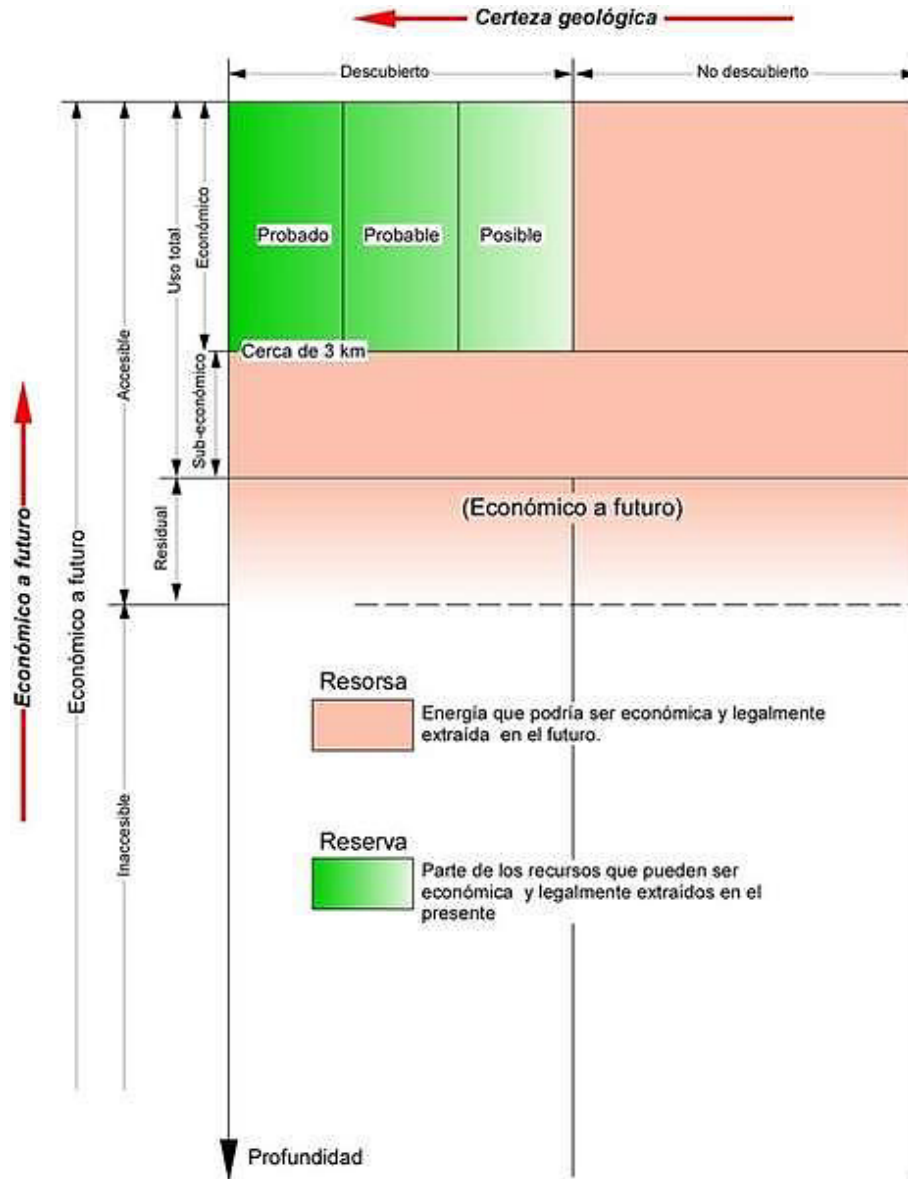 Certeza geológica
Descubierto
No descubierto
Económico
Uso total
Accesible
Probado
Probable
Posible
Cerca de 3 km
Sub-económico
(Económico a futuro)
Residual
Económico a futuro
Económico a futuro
Inaccesible
Resorsa
Energía que podría ser económica y legalmente
extraída en el futuro.
Reserva
Parte de los recursos que pueden ser
económica y legalmente extraídos en el
presente
Profundidad